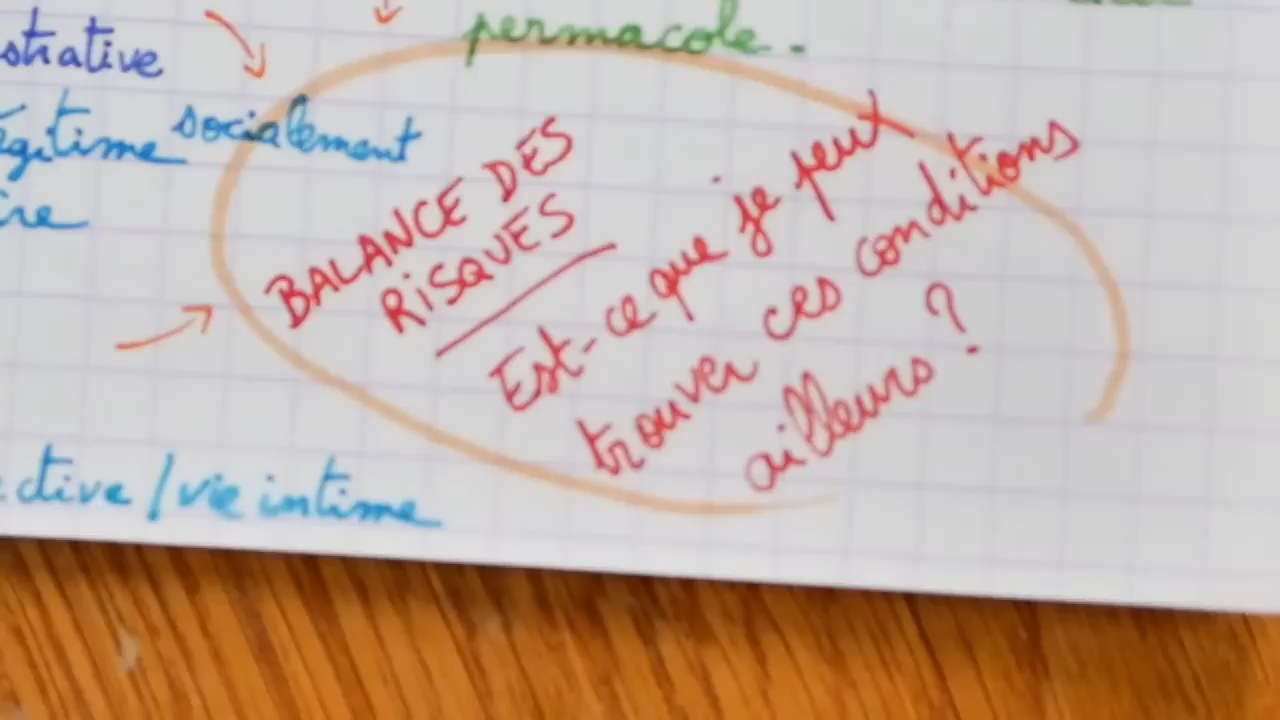 permacole.
strative
égitime socialement
ire
BALANCE DES
RiSQUES
Est-ce que je peut
trouver ces conditions
ailleurs ?
ctive / vie intime